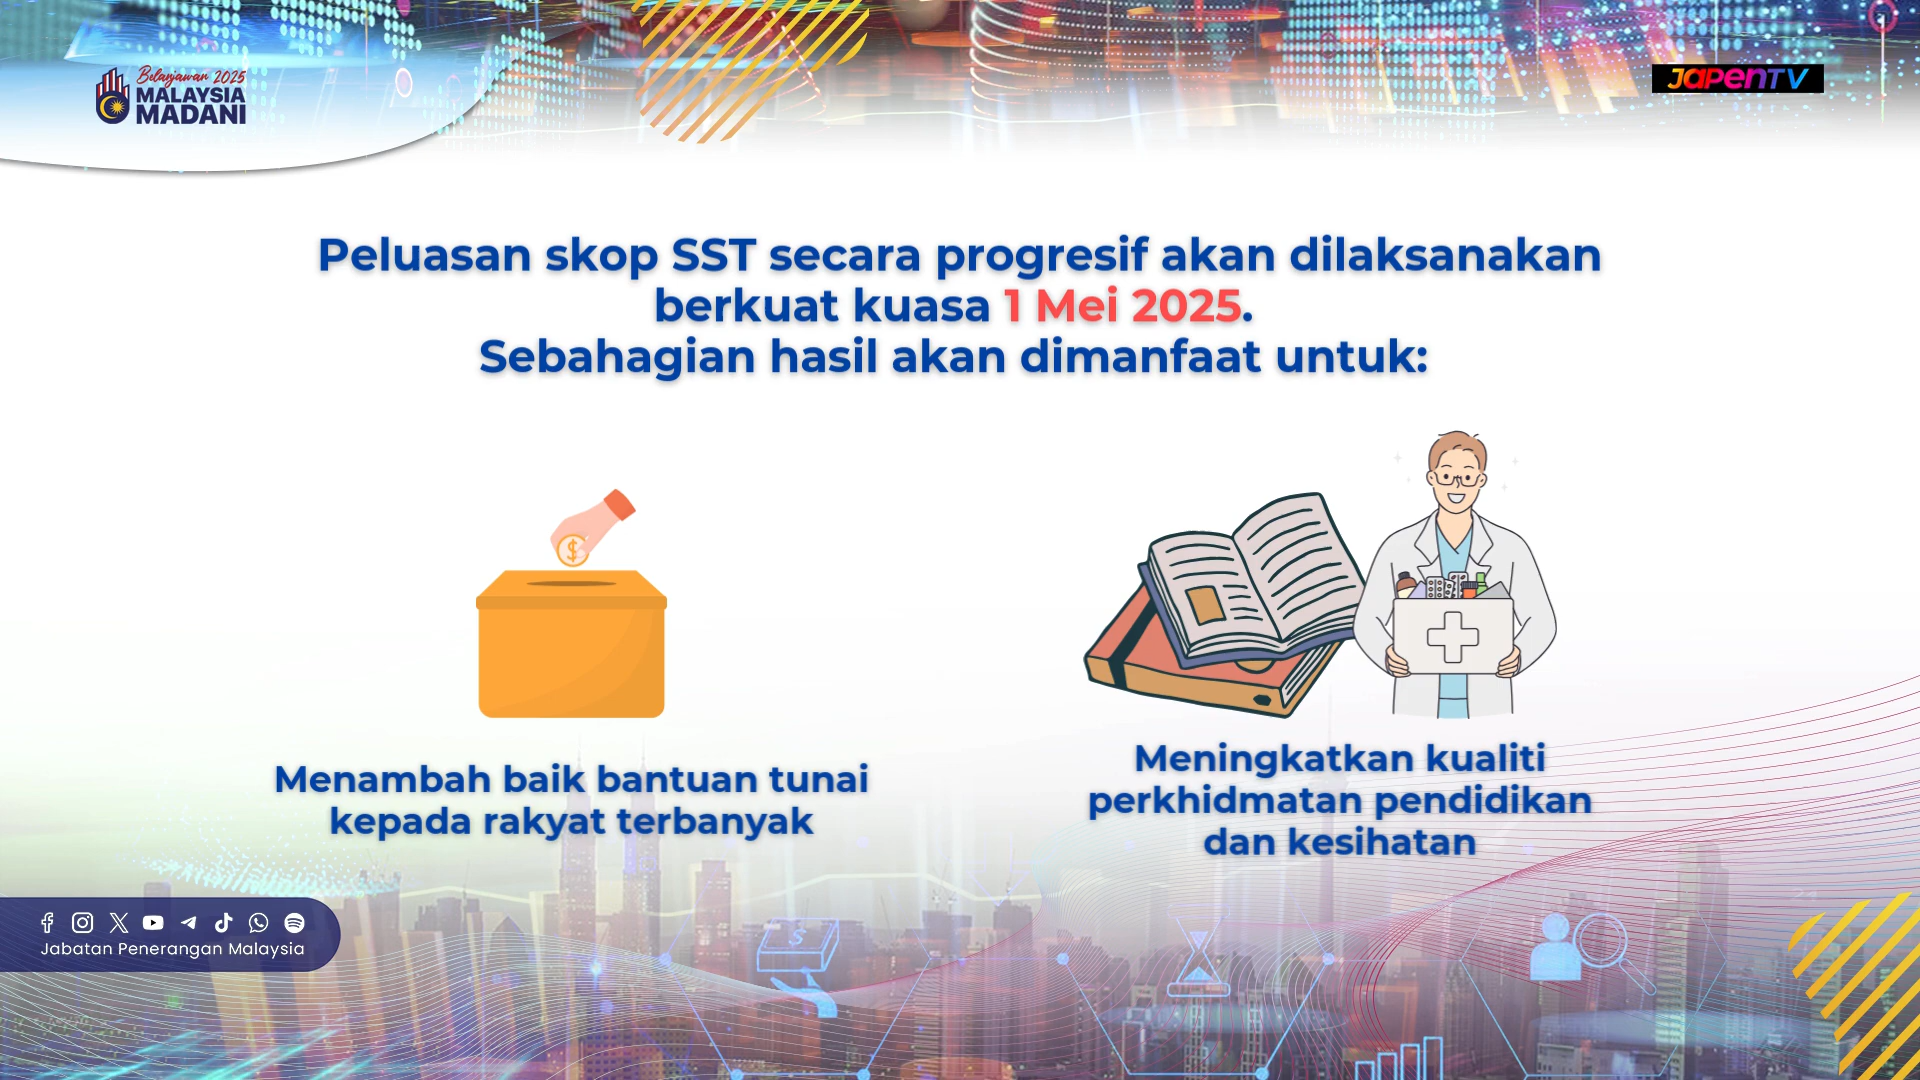 Belanjawan 2025
MALAYSIA
MADANI
JAPENTV
Peluasan skop SST secara progresif akan dilaksanakan
berkuat kuasa 1 Mei 2025.
Sebahagian hasil akan dimanfaat untuk:
$
Menambah baik bantuan tunai
kepada rakyat terbanyak
Meningkatkan kualiti
perkhidmatan pendidikan
dan kesihatan
Jabatan Penerangan Malaysia
$